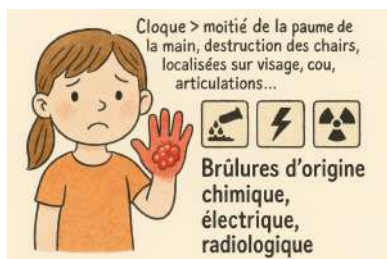 Cloque > moitié de la paume de
la main, destruction des chairs,
localisées sur visage, cou,
articulations...
Brûlures d'origine
chimique,
électrique,
radiologique